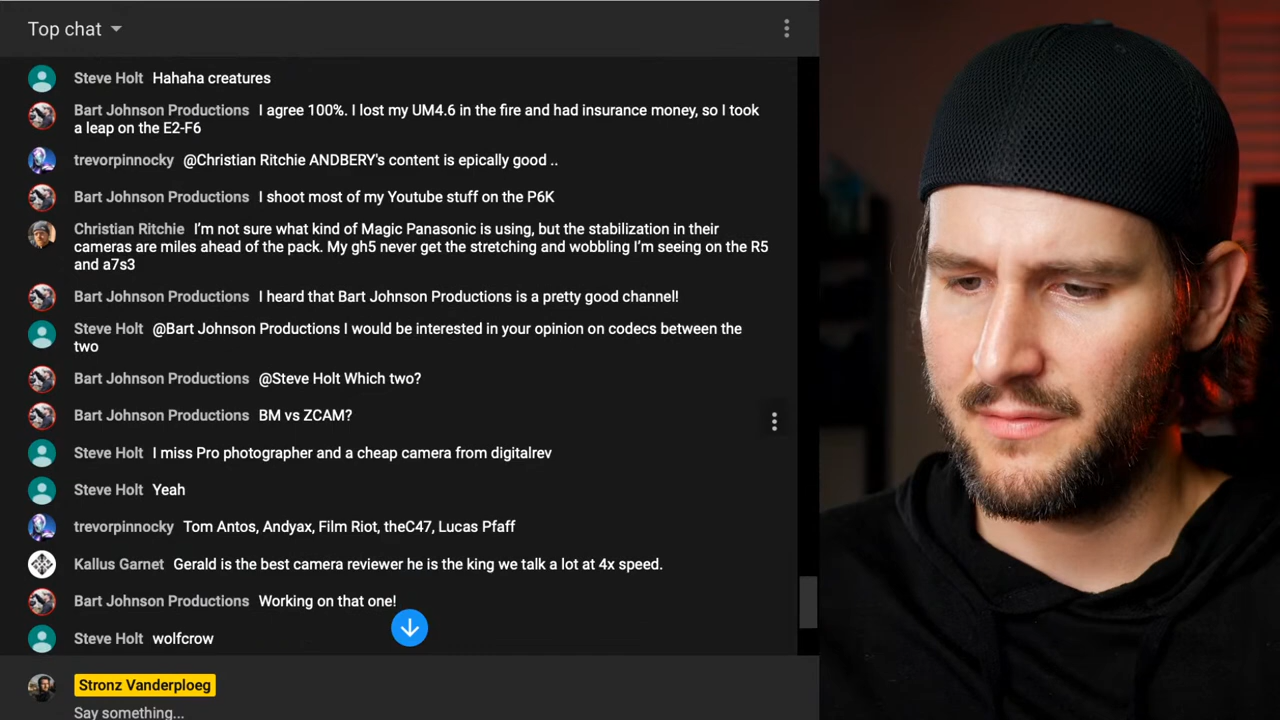 Top chat
Steve Holt Hahaha creatures
Bart Johnson Productions I agree 100%. I lost my UM4.6 in the fire and had insurance money, so I took
a leap on the E2-F6
trevorpinnocky @Christian Ritchie ANDBERY's content is epically good ..
Bart Johnson Productions I shoot most of my Youtube stuff on the P6K
Christian Ritchie I'm not sure what kind of Magic Panasonic is using, but the stabilization in their
cameras are miles ahead of the pack. My gh5 never get the stretching and wobbling I'm seeing on the R5
and a7s3
Bart Johnson Productions I heard that Bart Johnson Productions is a pretty good channel!
Steve Holt @Bart Johnson Productions I would be interested in your opinion on codecs between the
two
Bart Johnson Productions @Steve Holt Which two?
Bart Johnson Productions BM vs ZCAM?
Steve Holt I miss Pro photographer and a cheap camera from digitalrev
Steve Holt Yeah
trevorpinnocky Tom Antos, Andyax, Film Riot, theC47, Lucas Pfaff
Kallus Garnet Gerald is the best camera reviewer he is the king we talk a lot at 4x speed.
Bart Johnson Productions Working on that one!
Steve Holt wolfcrow
Stronz Vanderploeg
Say something...